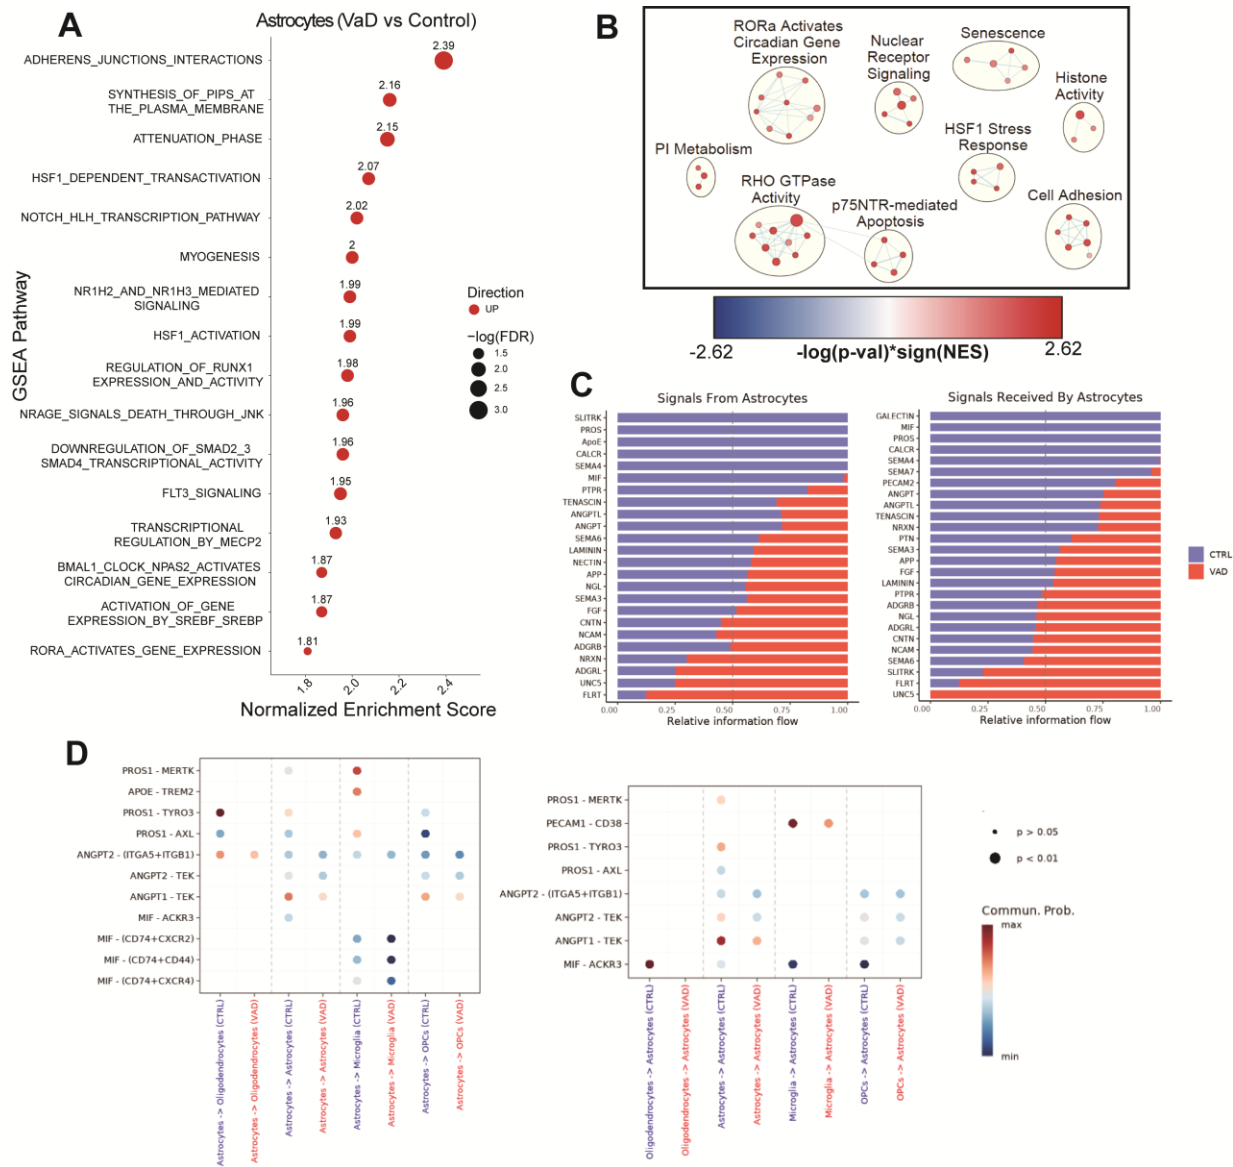 A
Astrocytes (VaD vs Control)
GSEA Pathway
ADHERENS_JUNCTIONS_INTERACTIONS
2.39
SYNTHESIS_OF_PIPS_AT
THE_PLASMA_MEMBRANE
2.16
ATTENUATION_PHASE
2.15
HSF1_DEPENDENT_TRANSACTIVATION
2.07
NOTCH_HLH_TRANSCRIPTION_PATHWAY
2.02
MYOGENESIS
2
NR1H2_AND_NR1H3_MEDIATED
SIGNALING
1.99
HSF1_ACTIVATION
1.99
REGULATION_OF_RUNX1
EXPRESSION_AND_ACTIVITY
1.98
NRAGE_SIGNALS_DEATH_THROUGH_JNK
1.96
DOWNREGULATION_OF_SMAD2_3
SMAD4_TRANSCRIPTIONAL_ACTIVITY
1.96
FLT3_SIGNALING
1.95
TRANSCRIPTIONAL
REGULATION_BY_MECP2
1.93
BMAL1_CLOCK_NPAS2_ACTIVATES
CIRCADIAN_GENE_EXPRESSION
1.87
ACTIVATION_OF_GENE
EXPRESSION_BY_SREBF_SREBP
1.87
RORA_ACTIVATES_GENE_EXPRESSION
1.81
1.8
2.0
2.2
2.4
Normalized Enrichment Score
Direction
UP
−log(FDR)
1.5
2.0
2.5
3.0
B
RORa Activates
Circadian Gene
Expression
Nuclear
Receptor
Signaling
Senescence
Histone
Activity
PI Metabolism
HSF1 Stress
Response
RHO GTPase
Activity
p75NTR-mediated
Apoptosis
Cell Adhesion
-2.62
-log(p-val)*sign(NES)
2.62
C
Signals From Astrocytes
SLITRK
PROS
ApoE
CALCR
SEMA4
MIF
PTPR
TENASCIN
ANGPTL
ANGPT
SEMA6
LAMININ
NECTIN
APP
NGL
SEMA3
FGF
CNTN
NCAM
ADGRB
NRXN
ADGRL
UNC5
FLRT
0.00
0.25
0.50
0.75
1.00
Relative information flow
Signals Received By Astrocytes
GALECTIN
MIF
PROS
CALCR
SEMA4
SEMA7
PECAM2
ANGPT
ANGPTL
TENASCIN
NRXN
PTN
SEMA3
APP
FGF
LAMININ
PTPR
ADGRB
NGL
ADGRL
CNTN
NCAM
SEMA6
SLITRK
FLRT
UNC5
0.00
0.25
0.50
0.75
1.00
Relative information flow
CTRL
VAD
D
PROS1 - MERTK
APOE - TREM2
PROS1 - TYRO3
PROS1 - AXL
ANGPT2 - (ITGA5+ITGB1)
ANGPT2 - TEK
ANGPT1 - TEK
MIF - ACKR3
MIF - (CD74+CXCR2)
MIF - (CD74+CD44)
MIF - (CD74+CXCR4)
Astrocytes -> Oligodendrocytes (CTRL)
Astrocytes -> Oligodendrocytes (VAD)
Astrocytes -> Astrocytes (CTRL)
Astrocytes -> Astrocytes (VAD)
Astrocytes -> Microglia (CTRL)
Astrocytes -> Microglia (VAD)
Astrocytes -> OPCs (CTRL)
Astrocytes -> OPCs (VAD)
PROS1 - MERTK
PECAM1 - CD38
PROS1 - TYRO3
PROS1 - AXL
ANGPT2 - (ITGA5+ITGB1)
ANGPT2 - TEK
ANGPT1 - TEK
MIF - ACKR3
Oligodendrocytes -> Astrocytes (CTRL)
Oligodendrocytes -> Astrocytes (VAD)
Astrocytes -> Astrocytes (CTRL)
Astrocytes -> Astrocytes (VAD)
Microglia -> Astrocytes (CTRL)
Microglia -> Astrocytes (VAD)
OPCs -> Astrocytes (CTRL)
OPCs -> Astrocytes (VAD)
p > 0.05
p < 0.01
Commun. Prob.
max
min